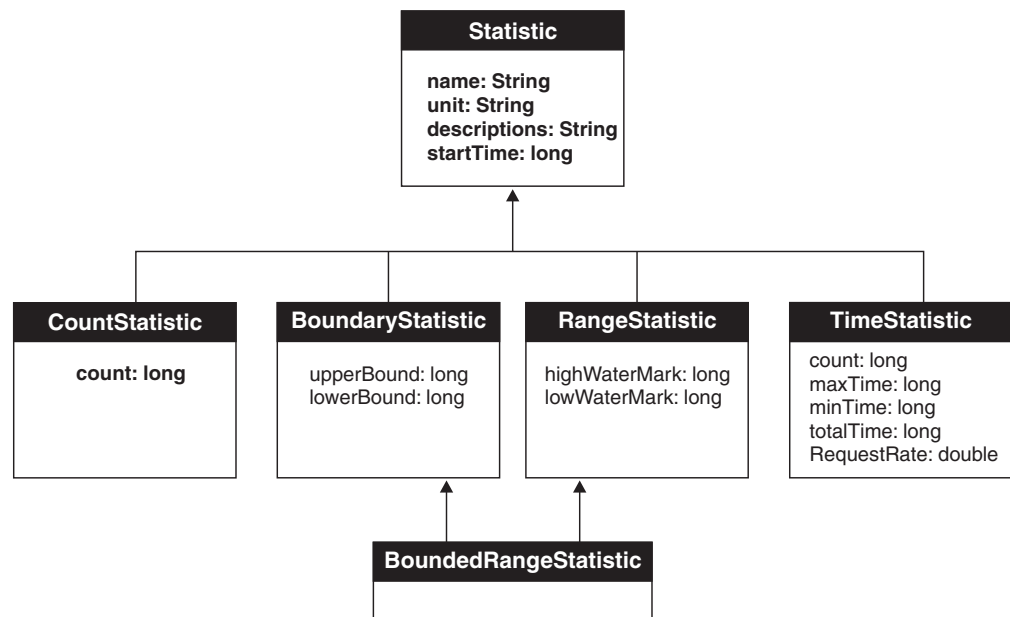 Statistic
name: String
unit: String
descriptions: String
startTime: long
CountStatistic
count: long
BoundaryStatistic
upperBound: long
lowerBound: long
RangeStatistic
highWaterMark: long
lowWaterMark: long
TimeStatistic
count: long
maxTime: long
minTime: long
totalTime: long
RequestRate: double
BoundedRangeStatistic